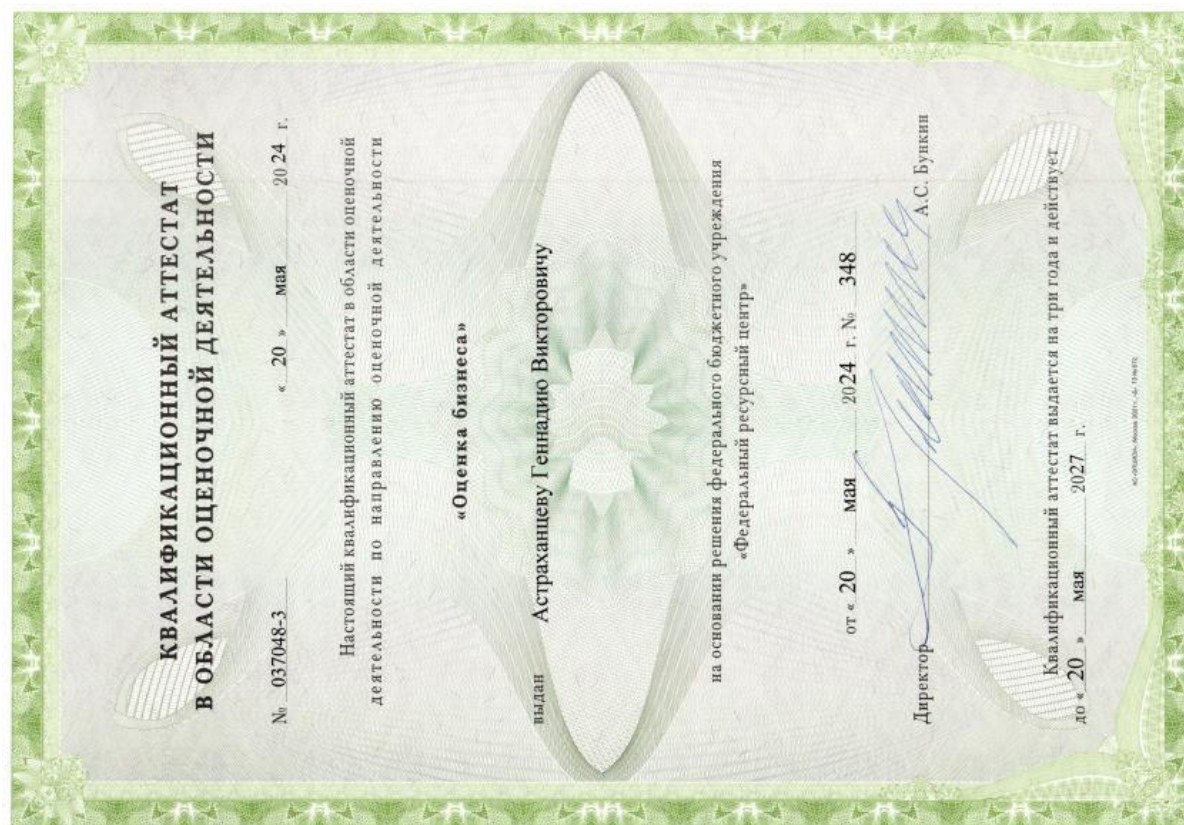 КВАЛИФИКАЦИОННЫЙ АТТЕСТАТ
В ОБЛАСТИ ОЦЕНОЧНОЙ ДЕЯТЕЛЬНОСТИ
№ 037048-3 « 20 » мая 2024 г.
Настоящий квалификационный аттестат в области оценочной
деятельности по направлению оценочной деятельности
«Оценка бизнеса»
выдан Астраханцеву Геннадию Викторовичу
на основании решения федерального бюджетного учреждения
«Федеральный ресурсный центр»
от « 20 » мая 2024 г. № 348
Директор А.С. Бункин
Квалификационный аттестат выдается на три года и действует
до « 20 » мая 2027 г.